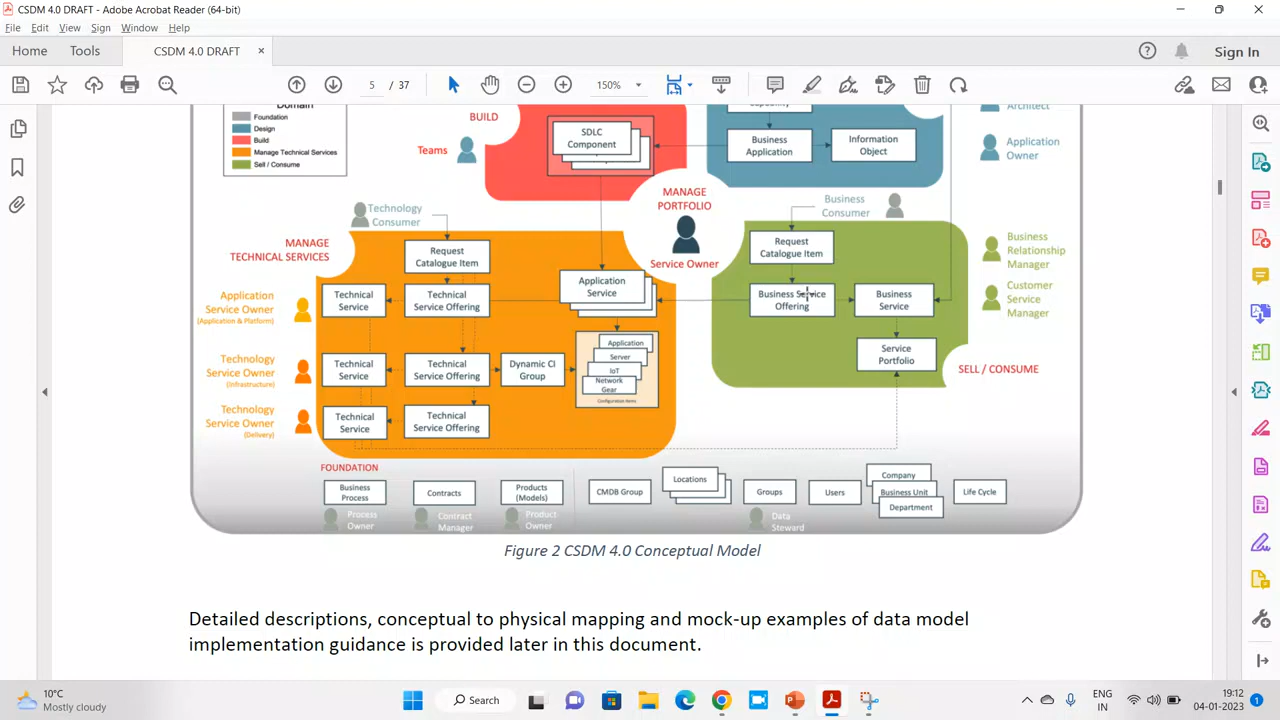 CSDM 4.0 DRAFT - Adobe Acrobat Reader (64-bit)
File Edit View Sign Window Help
Home Tools CSDM 4.0 DRAFT × Sign In
5 / 37 150%
Domain
Foundation
Design
Build
Manage Technical Services
Sell / Consume
BUILD
Teams
SDLC
Component
Capability
Business
Application
Information
Object
Architect
Application
Owner
MANAGE
PORTFOLIO
Service Owner
Technology
Consumer
Business
Consumer
MANAGE
TECHNICAL SERVICES
Request
Catalogue Item
Application
Service
Request
Catalogue Item
Business
Relationship
Manager
Application
Service Owner
(Application & Platform)
Technical
Service
Technical
Service Offering
Business Service
Offering
Business
Service
Customer
Service
Manager
Technology
Service Owner
(Infrastructure)
Technical
Service
Technical
Service Offering
Dynamic CI
Group
Application
Server
IoT
Network
Gear
Configuration Items
Service
Portfolio
SELL / CONSUME
Technology
Service Owner
(Delivery)
Technical
Service
Technical
Service Offering
FOUNDATION
Business
Process
Contracts
Products
(Models)
CMDB Group
Locations
Groups
Users
Company
Business Unit
Department
Life Cycle
Process
Owner
Contract
Manager
Product
Owner
Data
Steward
Figure 2 CSDM 4.0 Conceptual Model
Detailed descriptions, conceptual to physical mapping and mock-up examples of data model
implementation guidance is provided later in this document.
10°C
Mostly cloudy
Search
ENG
IN
19:12
04-01-2023
1